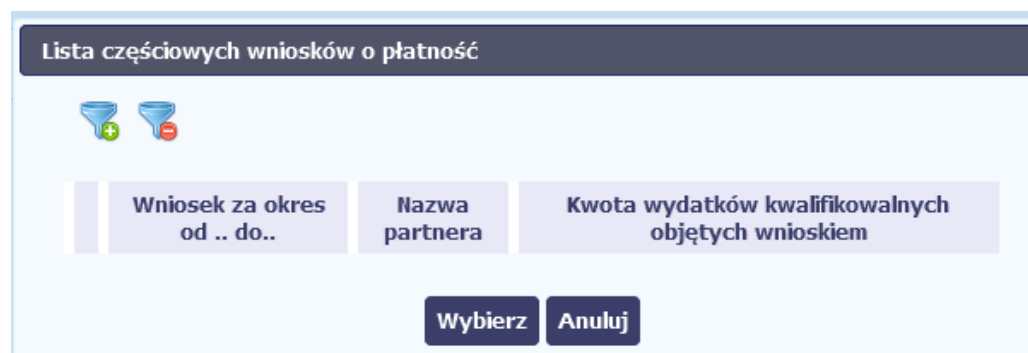 Lista częściowych wniosków o płatność
Wniosek za okres
od .. do..
Nazwa
partnera
Kwota wydatków kwalifikowalnych
objętych wnioskiem
Wybierz Anuluj